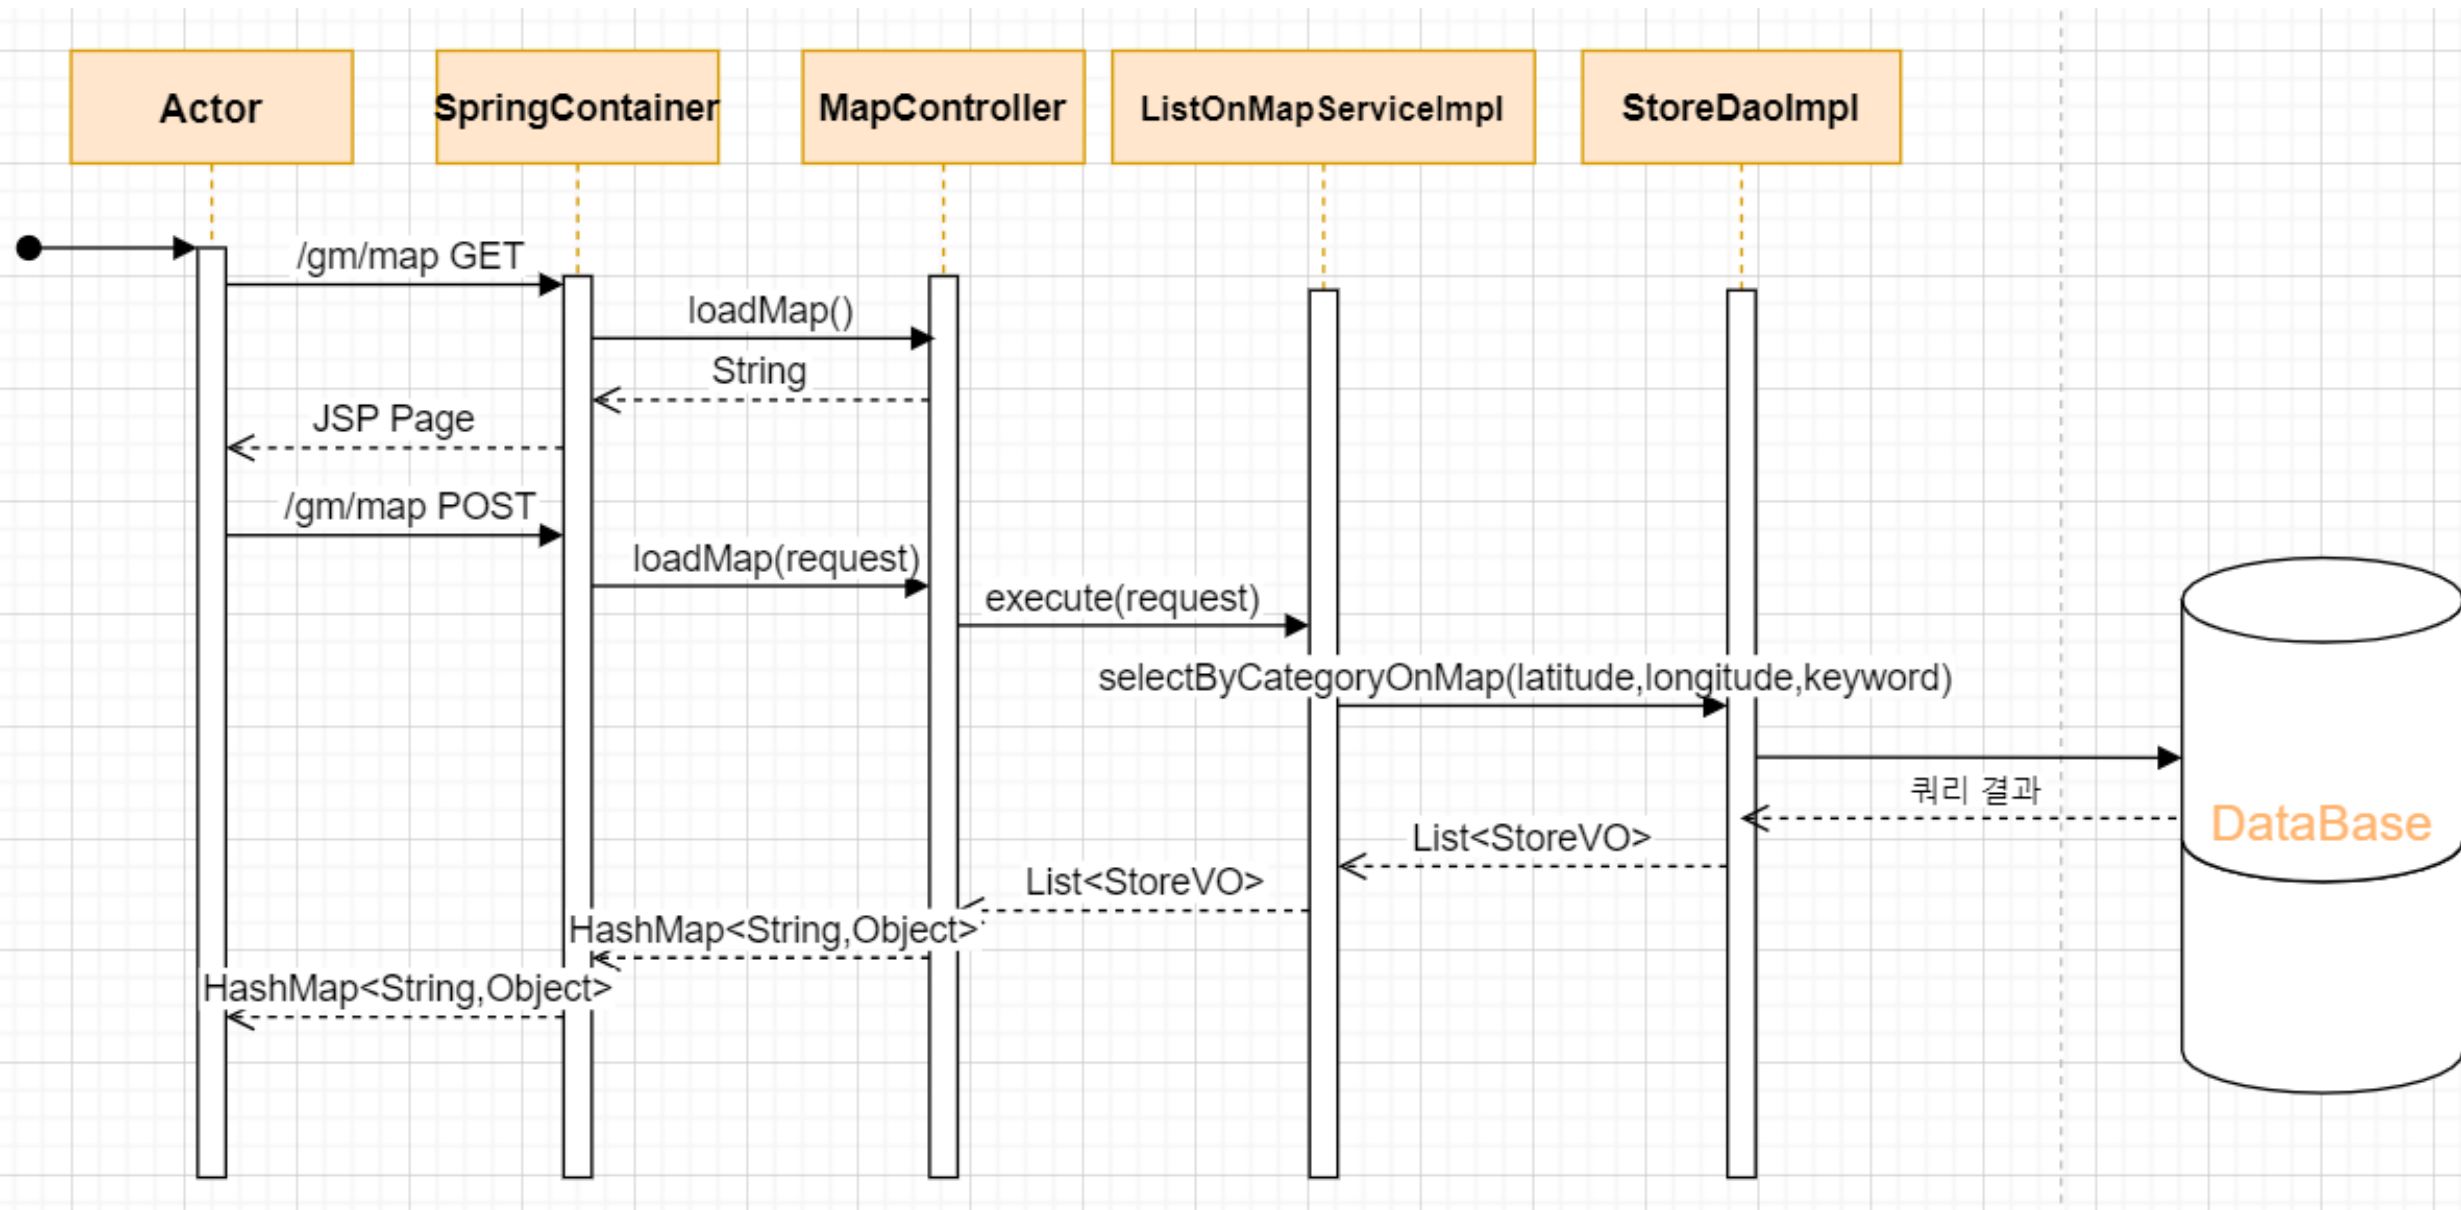 Actor
SpringContainer
MapController
ListOnMapServiceImpl
StoreDaoImpl
/gm/map GET
loadMap()
String
JSP Page
/gm/map POST
loadMap(request)
execute(request)
selectByCategoryOnMap(latitude,longitude,keyword)
쿼리 결과
DataBase
List<StoreVO>
List<StoreVO>
HashMap<String,Object>
HashMap<String,Object>